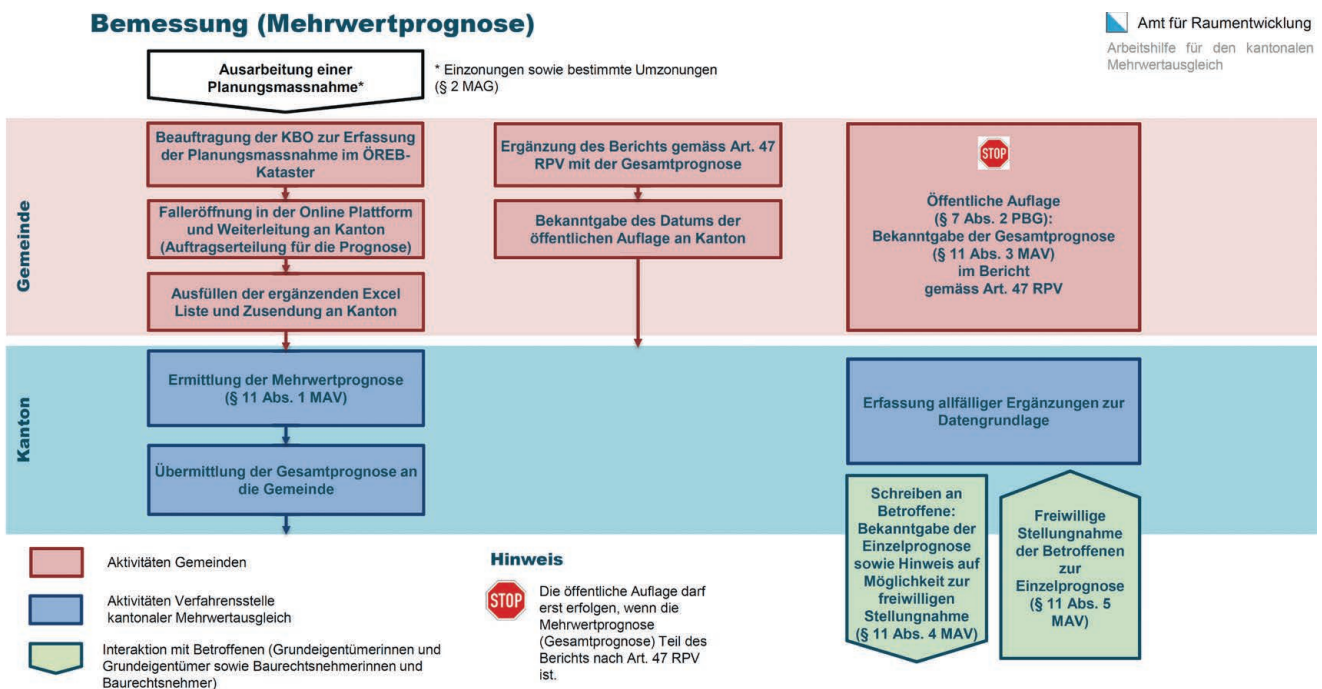 Bemessung (Mehrwertprognose)
Amt für Raumentwicklung
Arbeitshilfe für den kantonalen
Mehrwertausgleich
Ausarbeitung einer
Planungsmassnahme*
* Einzonungen sowie bestimmte Umzonungen
(§ 2 MAG)
Gemeinde
Beauftragung der KBO zur Erfassung
der Planungsmassnahme im ÖREB-
Kataster
Falleröffnung in der Online Plattform
und Weiterleitung an Kanton
(Auftragserteilung für die Prognose)
Ausfüllen der ergänzenden Excel
Liste und Zusendung an Kanton
Ergänzung des Berichts gemäss Art. 47
RPV mit der Gesamtprognose
Bekanntgabe des Datums der
öffentlichen Auflage an Kanton
STOP
Öffentliche Auflage
(§ 7 Abs. 2 PBG):
Bekanntgabe der Gesamtprognose
(§ 11 Abs. 3 MAV)
im Bericht
gemäss Art. 47 RPV
Kanton
Ermittlung der Mehrwertprognose
(§ 11 Abs. 1 MAV)
Übermittlung der Gesamtprognose an
die Gemeinde
Erfassung allfälliger Ergänzungen zur
Datengrundlage
Schreiben an
Betroffene:
Bekanntgabe der
Einzelprognose
sowie Hinweis auf
Möglichkeit zur
freiwilligen
Stellungnahme
(§ 11 Abs. 4 MAV)
Freiwillige
Stellungnahme
der Betroffenen
zur
Einzelprognose
(§ 11 Abs. 5
MAV)
Aktivitäten Gemeinden
Aktivitäten Verfahrensstelle
kantonaler Mehrwertausgleich
Interaktion mit Betroffenen (Grundeigentümerinnen und
Grundeigentümer sowie Baurechtsnehmerinnen und
Baurechtsnehmer)
Hinweis
STOP
Die öffentliche Auflage darf
erst erfolgen, wenn die
Mehrwertprognose
(Gesamtprognose) Teil des
Berichts nach Art. 47 RPV
ist.